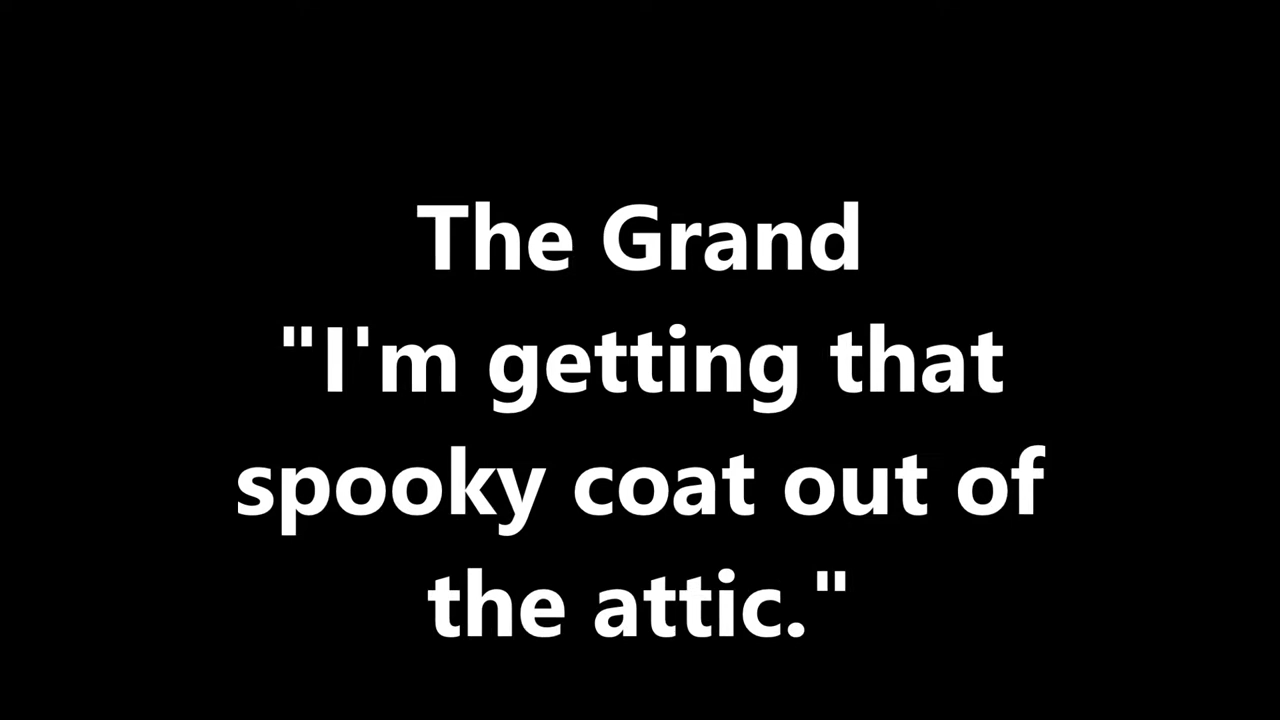 The Grand
"I'm getting that
spooky coat out of
the attic."